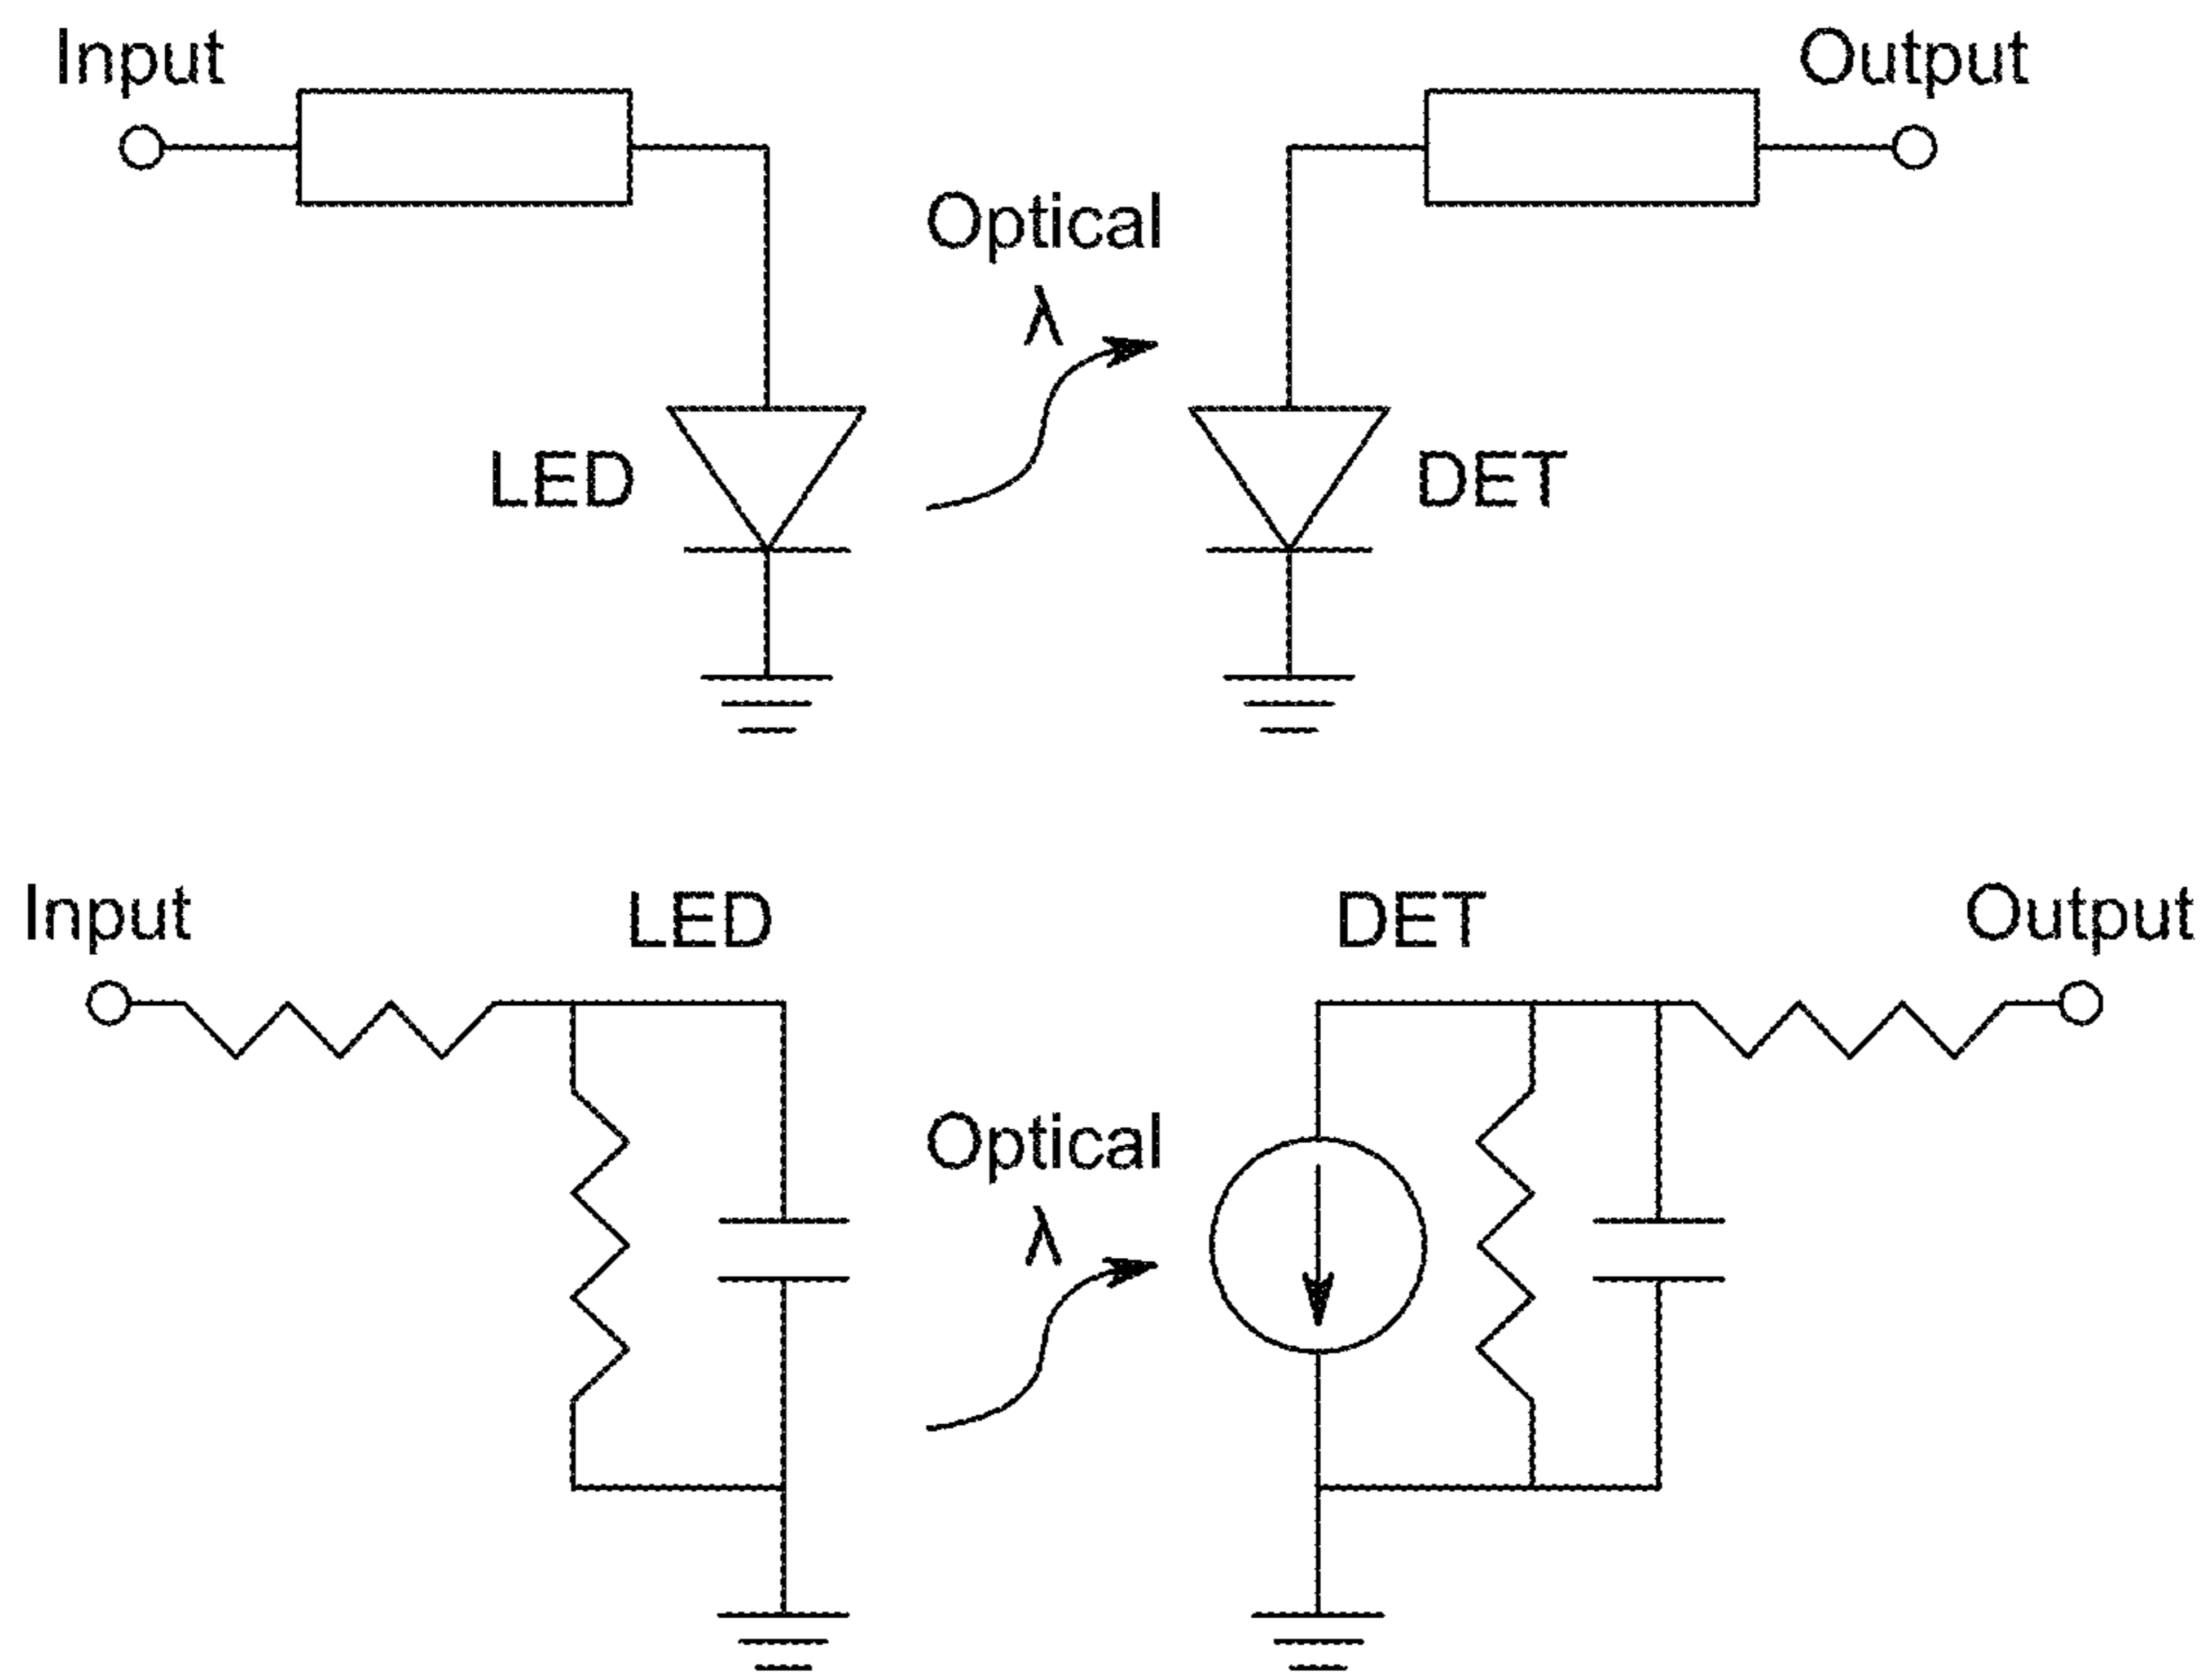 Input
Output
Optical
λ
LED
DET
Input
LED
DET
Output
Optical
λ